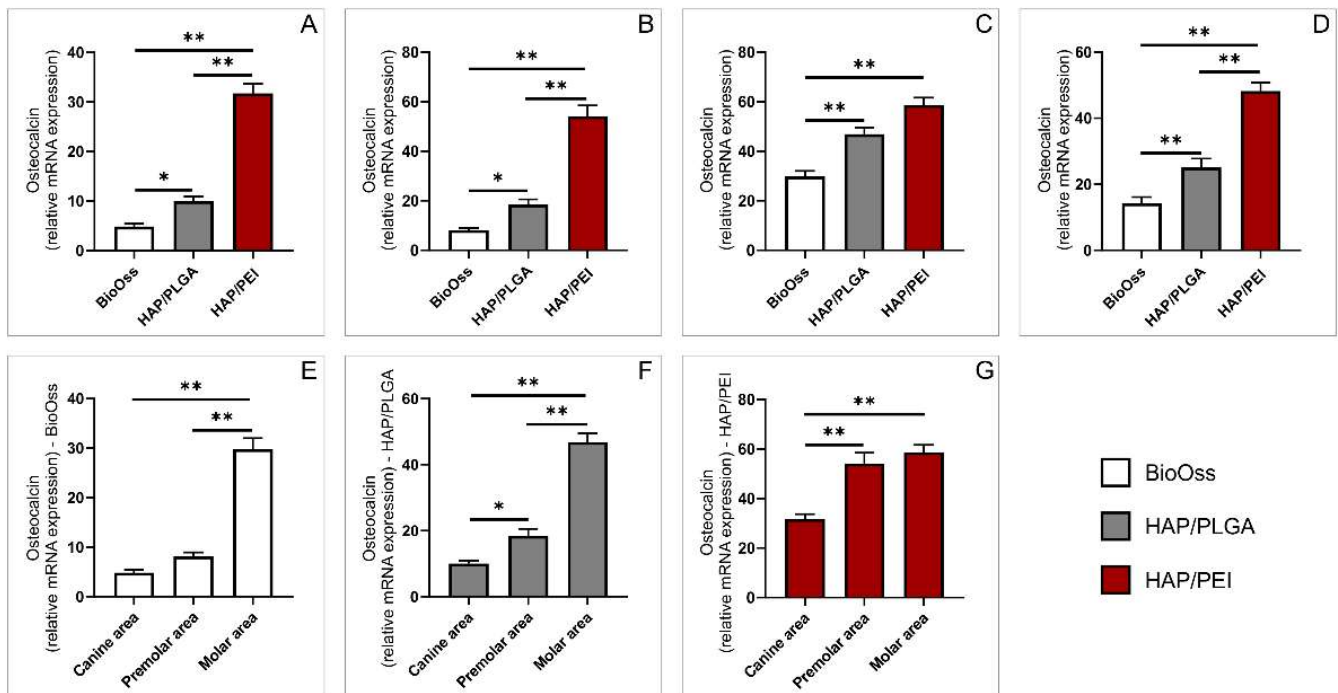 A
Osteocalcin
(relative mRNA expression)
40
30
20
10
0
**
**
*
BioOss
HAP/PLGA
HAP/PEI
B
Osteocalcin
(relative mRNA expression)
80
60
40
20
0
**
**
*
BioOss
HAP/PLGA
HAP/PEI
C
Osteocalcin
(relative mRNA expression)
80
60
40
20
0
**
**
BioOss
HAP/PLGA
HAP/PEI
D
Osteocalcin
(relative mRNA expression)
60
40
20
0
**
**
**
BioOss
HAP/PLGA
HAP/PEI
E
Osteocalcin
(relative mRNA expression) - BioOss
40
30
20
10
0
**
**
Canine area
Premolar area
Molar area
F
Osteocalcin
(relative mRNA expression) - HAP/PLGA
60
40
20
0
**
**
*
Canine area
Premolar area
Molar area
G
Osteocalcin
(relative mRNA expression) - HAP/PEI
80
60
40
20
0
**
**
Canine area
Premolar area
Molar area
BioOss
HAP/PLGA
HAP/PEI